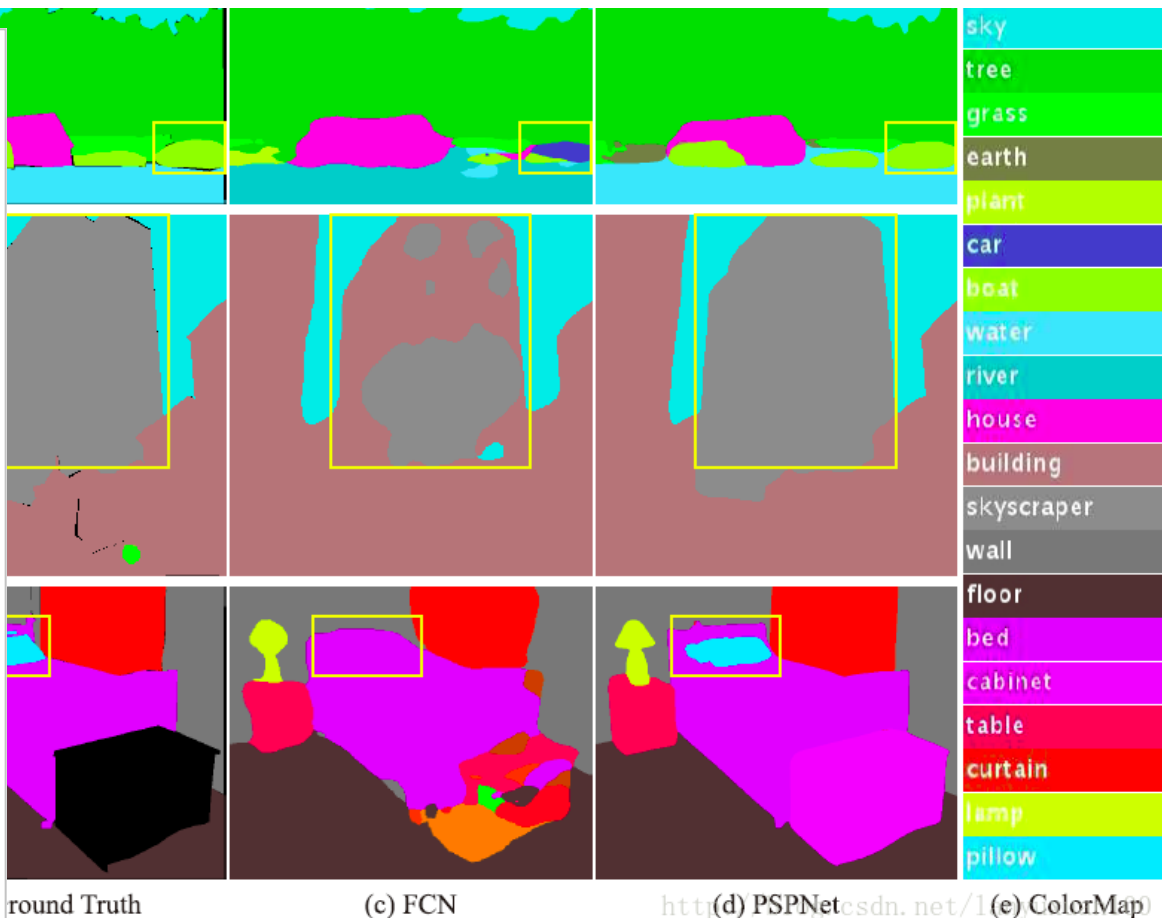 sky
tree
grass
earth
plant
car
boat
water
river
house
building
skyscraper
wall
floor
bed
cabinet
table
curtain
lamp
pillow
round Truth
(c) FCN
(d) PSPNet
(e) ColorMap